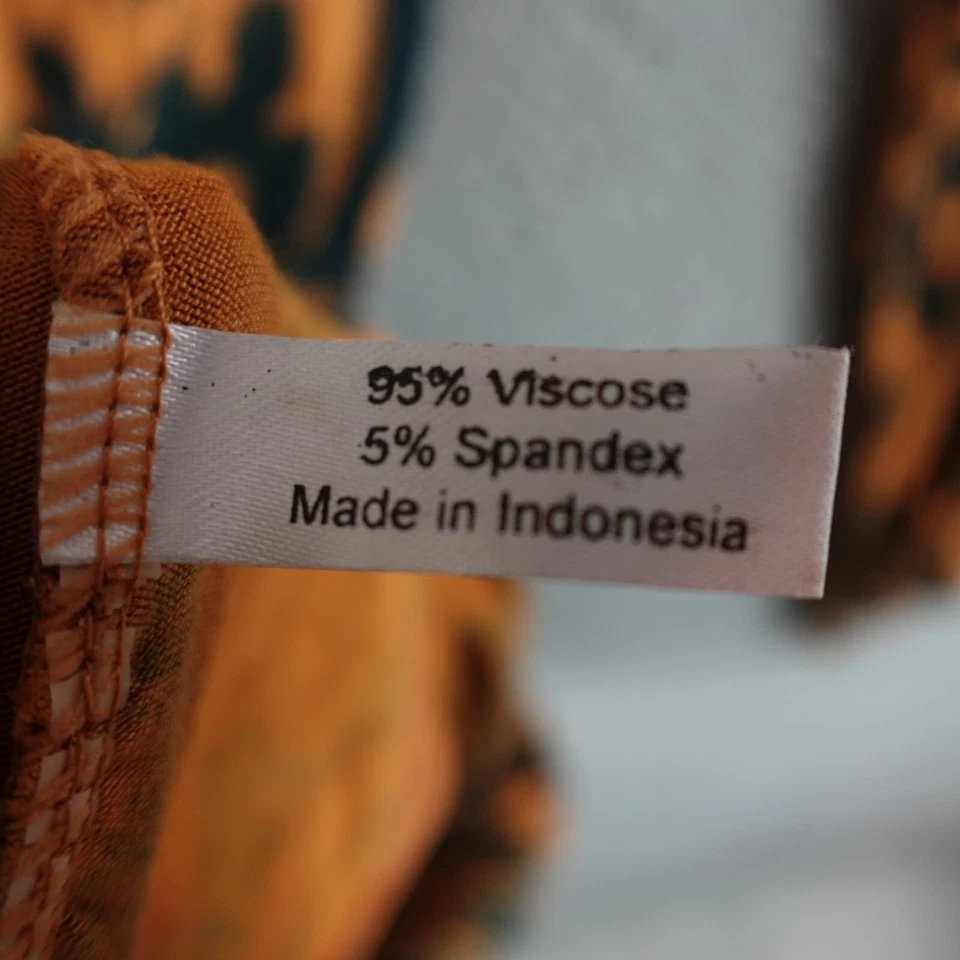 95% Viscose
5% Spandex
Made in Indonesia